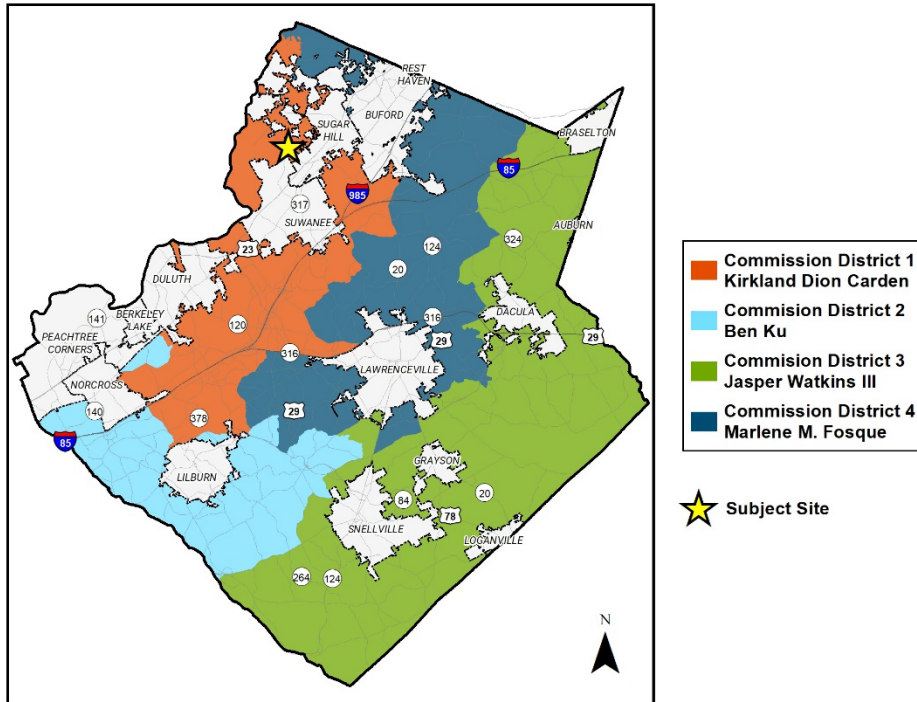 REST
HAVEN
BUFORD
SUGAR
HILL
BRASELTON
85
985
317
SUWANEE
AUBURN
23
324
124
20
DULUTH
DACULA
141
BERKELEY
LAKE
120
316
29
29
PEACHTREE
CORNERS
316
LAWRENCEVILLE
NORCROSS
140
378
29
85
LILBURN
GRAYSON
84
20
78
SNELLVILLE
LOGANVILLE
264
124
N
Commission District 1
Kirkland Dion Carden
Commision District 2
Ben Ku
Commision District 3
Jasper Watkins III
Commission District 4
Marlene M. Fosque
Subject Site